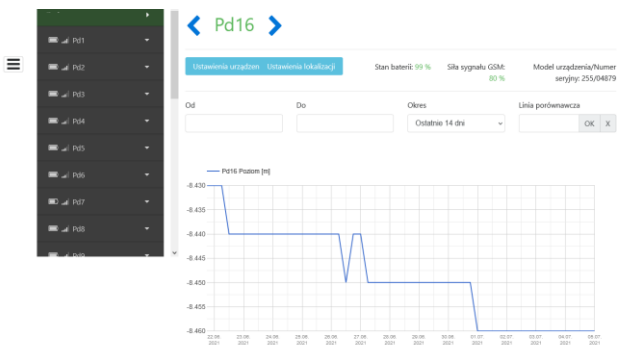 Pd1
Pd2
Pd3
Pd4
Pd5
Pd6
Pd7
Pd8
Pd9
Pd16
Ustawienia urządzen Ustawienia lokalizacji
Stan baterii: 99 %
Siła sygnału GSM:
80 %
Model urządzenia/Numer
seryjny: 255/04879
Od
Do
Okres
Linia porównawcza
Ostatnie 14 dni
OK X
Pd16 Poziom [m]
-8.430
-8.435
-8.440
-8.445
-8.450
-8.455
-8.460
22.06 23.06 24.06 25.06 26.06 27.06 28.06 29.06 30.06 01.07 02.07 03.07 04.07 05.07
2021 2021 2021 2021 2021 2021 2021 2021 2021 2021 2021 2021 2021 2021